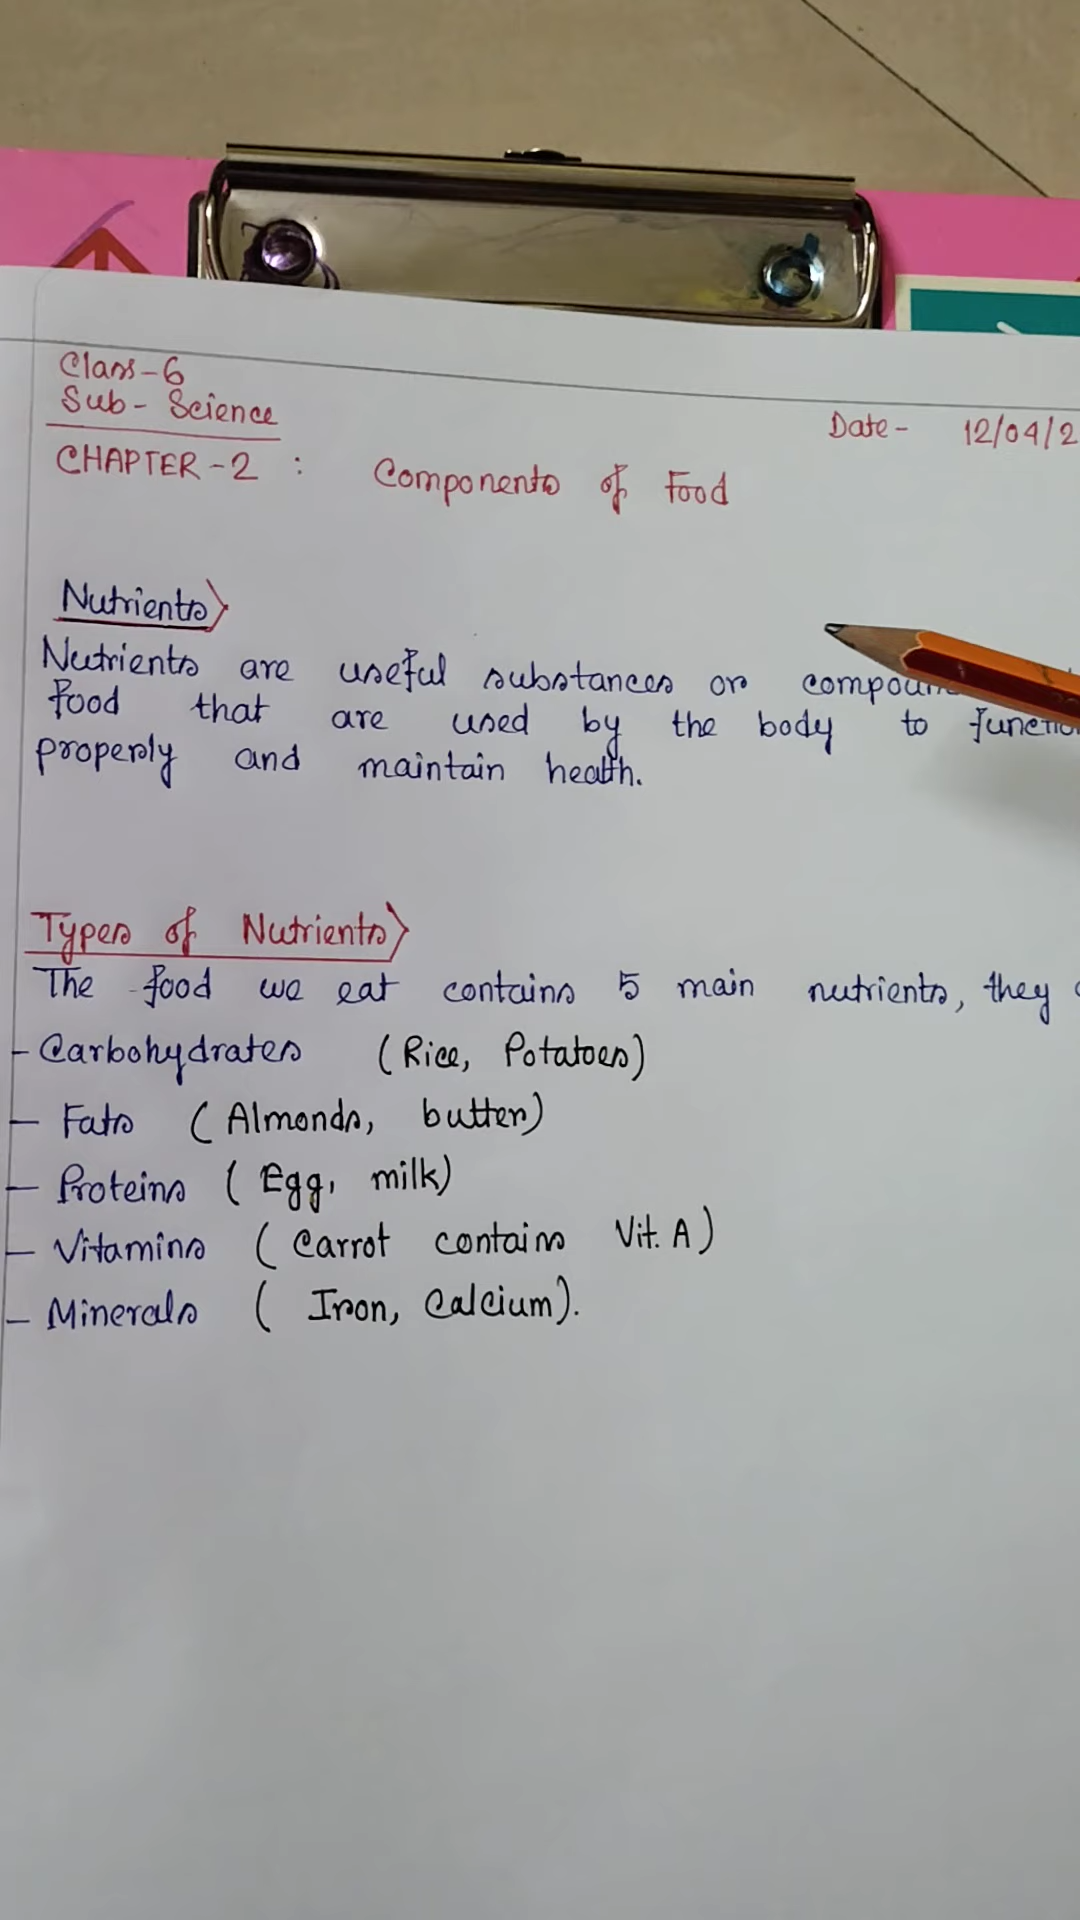 Class-6
Sub- Science
Date- 12/04/2
CHAPTER-2 : Components of Food
Nutrients
Nutrients are useful substances or
food that are used by the body to
properly and maintain health.
Types of Nutrients
The food we eat contains 5 main nutrients, they
- Carbohydrates (Rice, Potatoes)
- Fats (Almonds, butter)
- Proteins (Egg, milk)
- Vitamins (Carrot contains Vit. A)
- Minerals (Iron, Calcium).